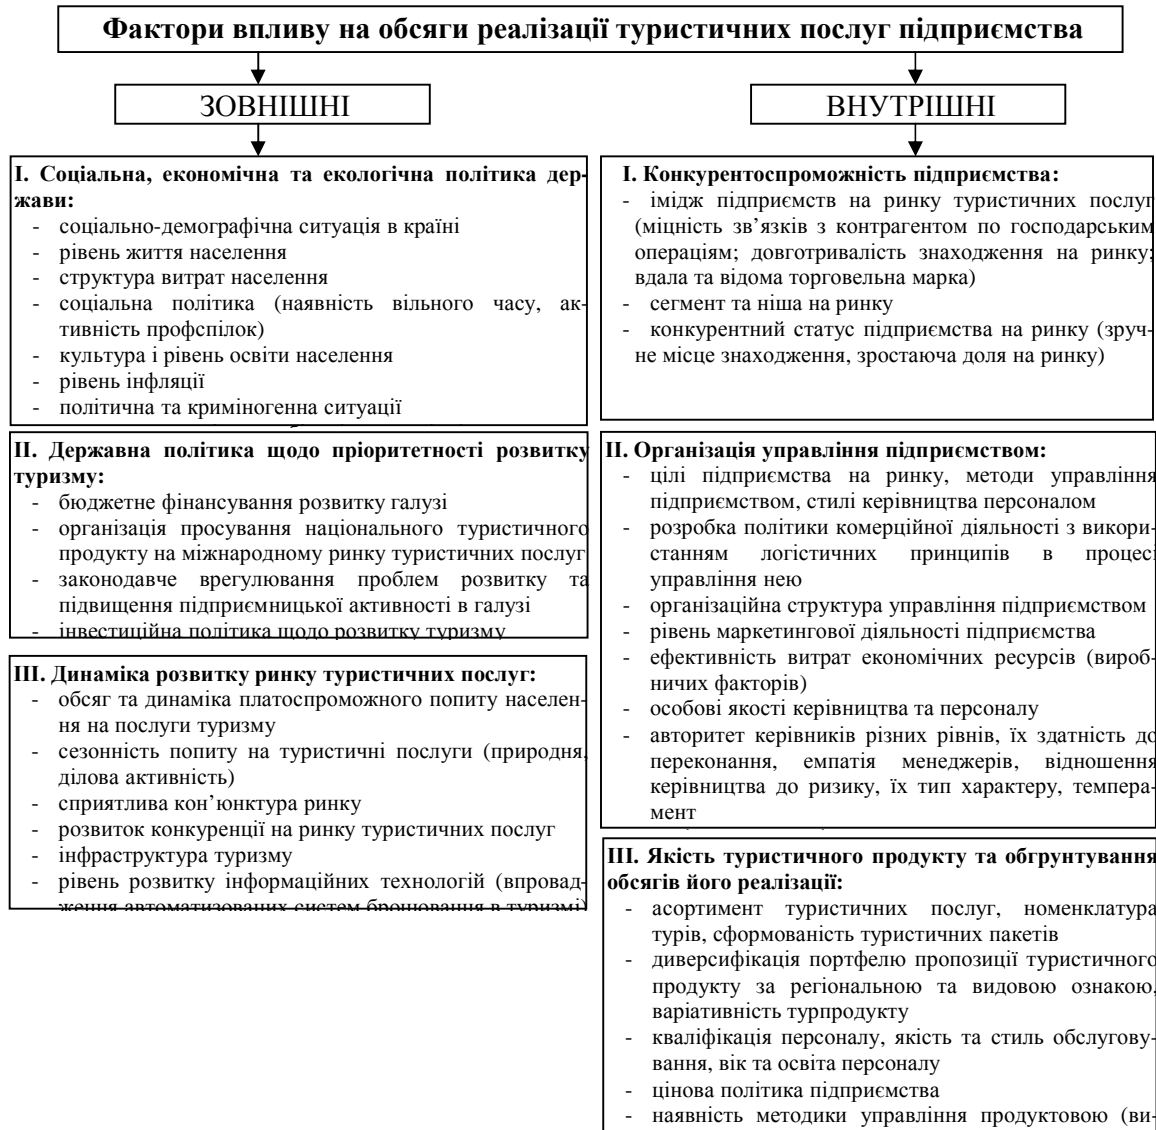 Фактори впливу на обсяги реалізації туристичних послуг підприємства
ЗОВНІШНІ
ВНУТРІШНІ
I. Соціальна, економічна та екологічна політика дер-
жави:
- соціально-демографічна ситуація в країні
- рівень життя населення
- структура витрат населення
- соціальна політика (наявність вільного часу, ак-
тивність профспілок)
- культура і рівень освіти населення
- рівень інфляції
- політична та криміногенна ситуації
II. Державна політика щодо пріоритетності розвитку
туризму:
- бюджетне фінансування розвитку галузі
- організація просування національного туристичного
продукту на міжнародному ринку туристичних послуг
- законодавче врегулювання проблем розвитку та
підвищення підприємницької активності в галузі
- інвестиційна політика щодо розвитку туризму
III. Динаміка розвитку ринку туристичних послуг:
- обсяг та динаміка платоспроможного попиту населен-
ня на послуги туризму
- сезонність попиту на туристичні послуги (природня,
ділова активність)
- сприятлива кон’юнктура ринку
- розвиток конкуренції на ринку туристичних послуг
- інфраструктура туризму
- рівень розвитку інформаційних технологій (впровад-
ження автоматизованих систем бронювання в туризмі)
I. Конкурентоспроможність підприємства:
- імідж підприємств на ринку туристичних послуг
(міцність зв’язків з контрагентом по господарським
операціям; довготривалість знаходження на ринку;
вдала та відома торговельна марка)
- сегмент та ніша на ринку
- конкурентний статус підприємства на ринку (зруч-
не місце знаходження, зростаюча доля на ринку)
II. Організація управління підприємством:
- цілі підприємства на ринку, методи управління
підприємством, стилі керівництва персоналом
- розробка політики комерційної діяльності з викори-
станням логістичних принципів в процесі
управління нею
- організаційна структура управління підприємством
- рівень маркетингової діяльності підприємства
- ефективність витрат економічних ресурсів (вироб-
ничих факторів)
- особові якості керівництва та персоналу
- авторитет керівників різних рівнів, їх здатність до
переконання, емпатія менеджерів, відношення
керівництва до ризику, їх тип характеру, темпера-
мент
III. Якість туристичного продукту та обгрунтування
обсягів його реалізації:
- асортимент туристичних послуг, номенклатура
турів, сформованість туристичних пакетів
- диверсифікація портфелю пропозиції туристичного
продукту за регіональною та видовою ознакою,
варіативність турпродукту
- кваліфікація персоналу, якість та стиль обслугову-
вання, вік та освіта персоналу
- цінова політика підприємства
- наявність методики управління продуктовою (ви-